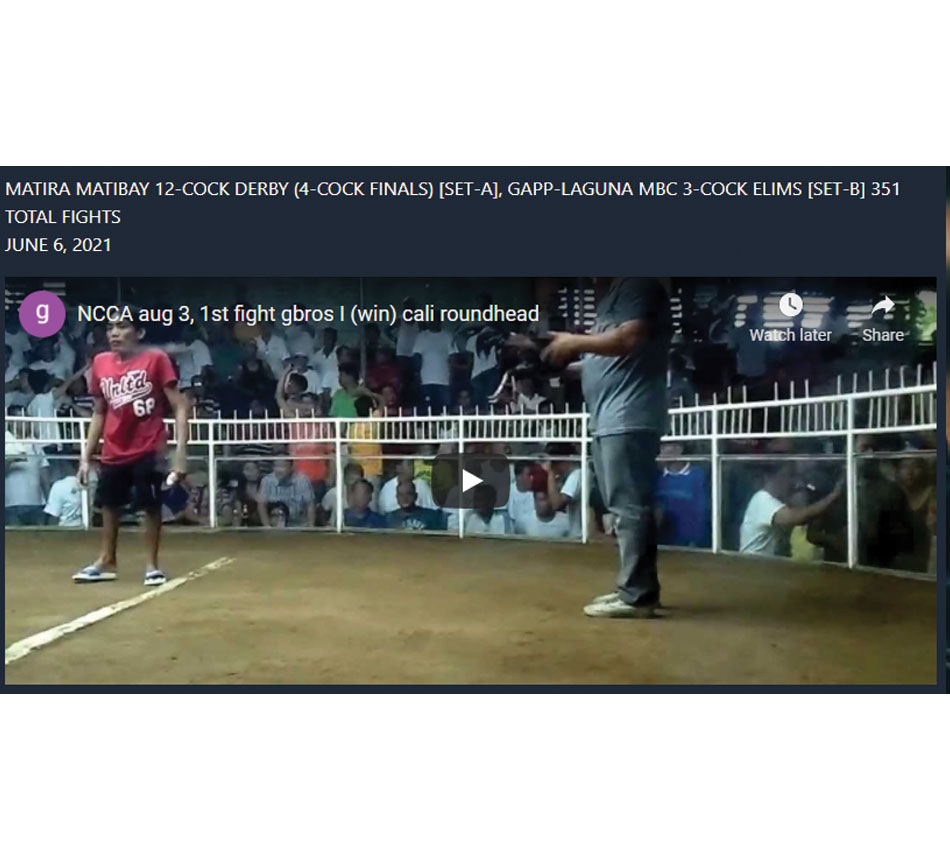 MATIRA MATIBAY 12-COCK DERBY (4-COCK FINALS) [SET-A], GAPP-LAGUNA MBC 3-COCK ELIMS [SET-B] 351
TOTAL FIGHTS
JUNE 6, 2021
g
NCCA aug 3, 1st fight gbros I (win) cali roundhead
Watch later
Share
68